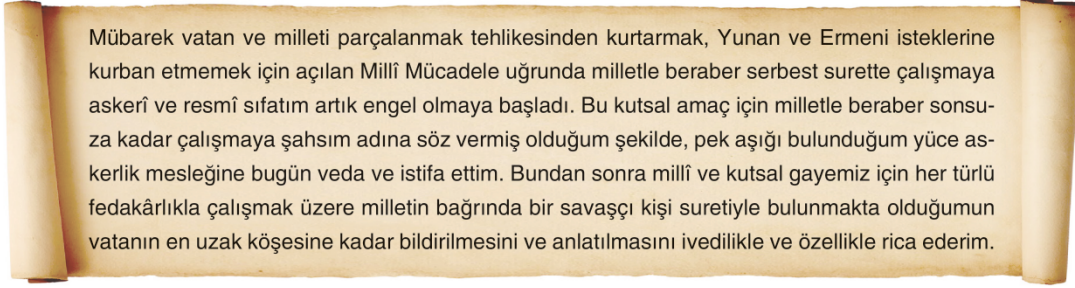 Mübarek vatan ve milleti parçalanmak tehlikesinden kurtarmak, Yunan ve Ermeni isteklerine
kurban etmemek için açılan Millî Mücadele uğrunda milletle beraber serbest surette çalışmaya
askerî ve resmî sıfatım artık engel olmaya başladı. Bu kutsal amaç için milletle beraber sonsu-
za kadar çalışmaya şahsım adına söz vermiş olduğum şekilde, pek aşığı bulunduğum yüce as-
kerlik mesleğine bugün veda ve istifa ettim. Bundan sonra millî ve kutsal gayemiz için her türlü
fedakârlıkla çalışmak üzere milletin bağrında bir savaşçı kişi suretiyle bulunmakta olduğumun
vatanın en uzak köşesine kadar bildirilmesini ve anlatılmasını ivedilikle ve özellikle rica ederim.